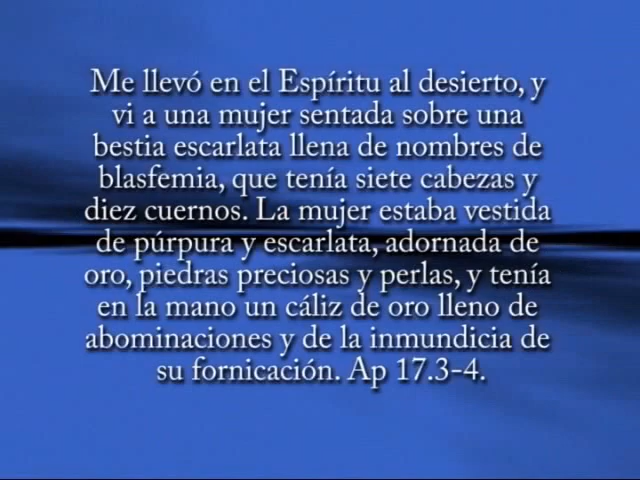 Me llevó en el Espíritu al desierto, y
vi a una mujer sentada sobre una
bestia escarlata llena de nombres de
blasfemia, que tenía siete cabezas y
diez cuernos. La mujer estaba vestida
de púrpura y escarlata, adornada de
oro, piedras preciosas y perlas, y tenía
en la mano un cáliz de oro lleno de
abominaciones y de la inmundicia de
su fornicación. Ap 17.3-4.